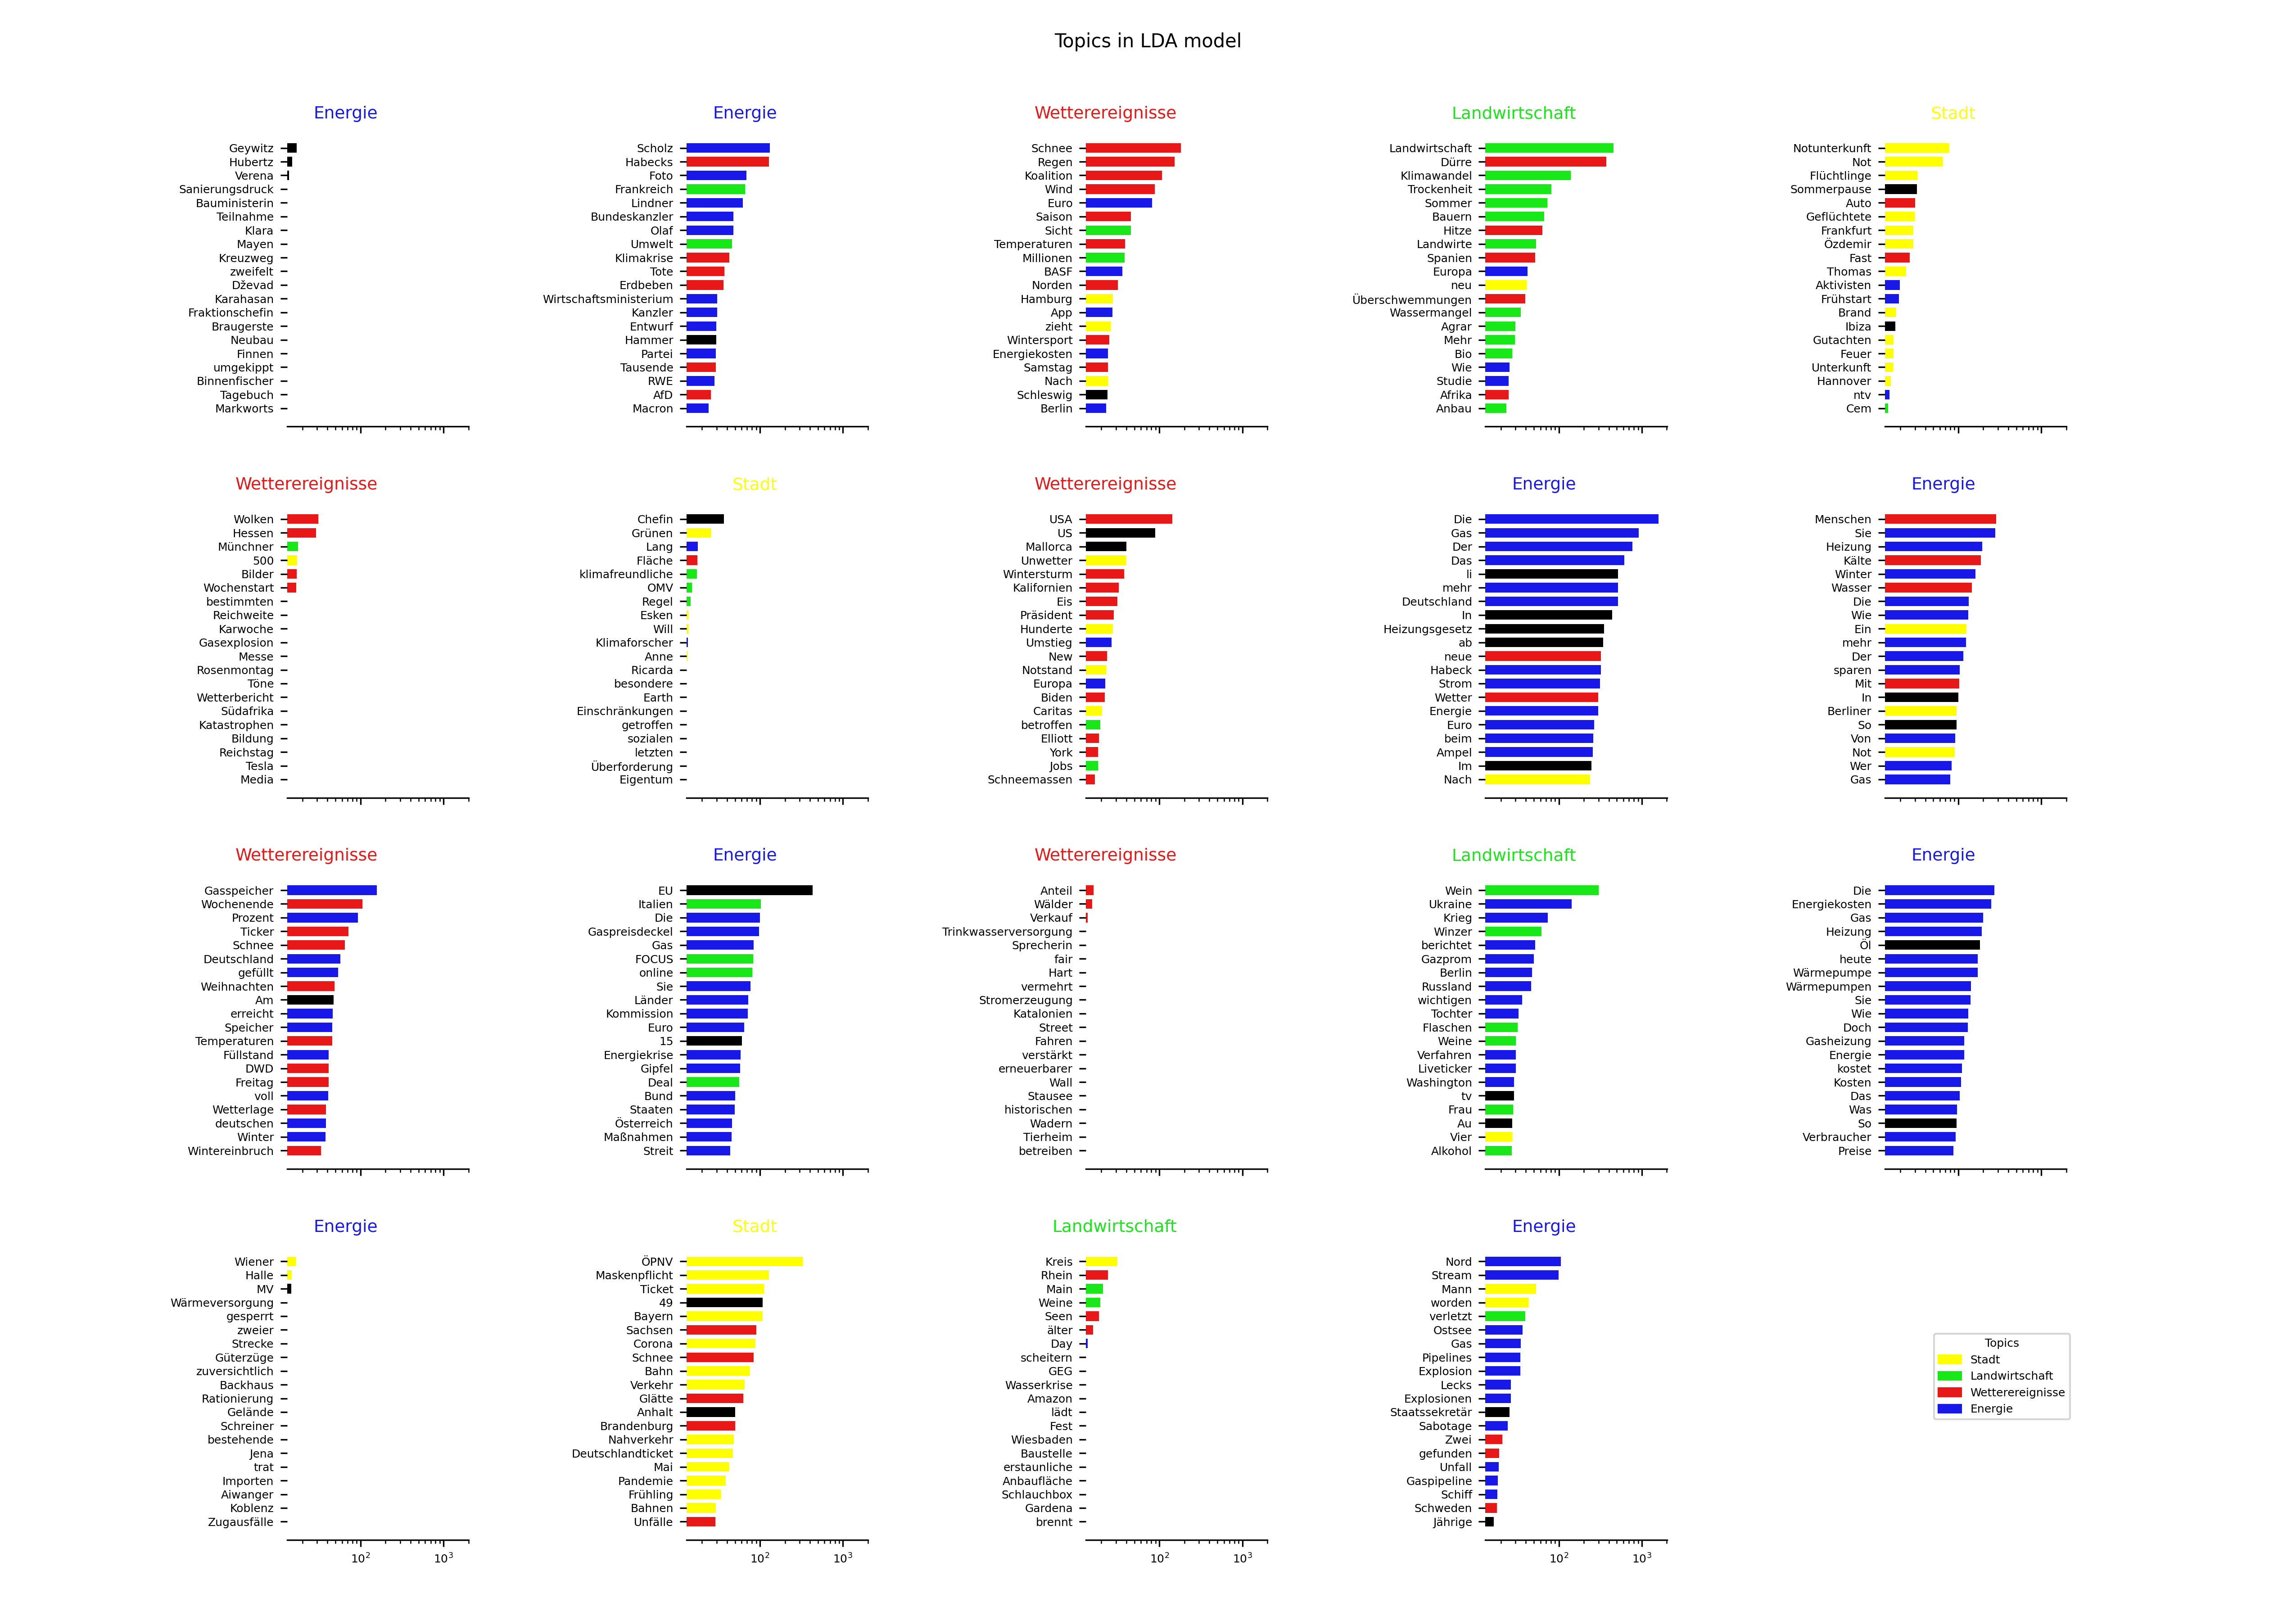 Topics in LDA model
Energie
Geywitz
Hubertz
Verena
Sanierungsdruck
Bauministerin
Teilnahme
Klara
Mayen
Kreuzweg
zweifelt
Dževad
Karahasan
Fraktionschefin
Braugerste
Neubau
Finnen
umgekippt
Binnenfischer
Tagebuch
Markworts
Energie
Scholz
Habecks
Foto
Frankreich
Lindner
Bundeskanzler
Olaf
Umwelt
Klimakrise
Tote
Erdbeben
Wirtschaftsministerium
Kanzler
Entwurf
Hammer
Partei
Tausende
RWE
AfD
Macron
Wetterereignisse
Schnee
Regen
Koalition
Wind
Euro
Saison
Sicht
Temperaturen
Millionen
BASF
Norden
Hamburg
App
zieht
Wintersport
Energiekosten
Samstag
Nach
Schleswig
Berlin
Landwirtschaft
Landwirtschaft
Dürre
Klimawandel
Trockenheit
Sommer
Bauern
Hitze
Landwirte
Spanien
Europa
neu
Überschwemmungen
Wassermangel
Agrar
Mehr
Bio
Wie
Studie
Afrika
Anbau
Stadt
Notunterkunft
Not
Flüchtlinge
Sommerpause
Auto
Geflüchtete
Frankfurt
Özdemir
Fast
Thomas
Aktivisten
Frühstart
Brand
Ibiza
Gutachten
Feuer
Unterkunft
Hannover
ntv
Cem
Wetterereignisse
Wolken
Hessen
Münchner
500
Bilder
Wochenstart
bestimmten
Reichweite
Karwoche
Gasexplosion
Messe
Rosenmontag
Töne
Wetterbericht
Südafrika
Katastrophen
Bildung
Reichstag
Tesla
Media
Stadt
Chefin
Grünen
Lang
Fläche
klimafreundliche
OMV
Regel
Esken
Will
Klimaforscher
Anne
Ricarda
besondere
Earth
Einschränkungen
getroffen
sozialen
letzten
Überforderung
Eigentum
Wetterereignisse
USA
US
Mallorca
Unwetter
Wintersturm
Kalifornien
Eis
Präsident
Hunderte
Umstieg
New
Notstand
Europa
Biden
Caritas
betroffen
Elliott
York
Jobs
Schneemassen
Energie
Die
Gas
Der
Das
li
mehr
Deutschland
In
Heizungsgesetz
ab
neue
Habeck
Strom
Wetter
Energie
Euro
beim
Ampel
Im
Nach
Energie
Menschen
Sie
Heizung
Kälte
Winter
Wasser
Die
Wie
Ein
mehr
Der
sparen
Mit
In
Berliner
So
Von
Not
Wer
Gas
Wetterereignisse
Gasspeicher
Wochenende
Prozent
Ticker
Schnee
Deutschland
gefüllt
Weihnachten
Am
erreicht
Speicher
Temperaturen
Füllstand
DWD
Freitag
voll
Wetterlage
deutschen
Winter
Wintereinbruch
Energie
EU
Italien
Die
Gaspreisdeckel
Gas
FOCUS
online
Sie
Länder
Kommission
Euro
15
Energiekrise
Gipfel
Deal
Bund
Staaten
Österreich
Maßnahmen
Streit
Wetterereignisse
Anteil
Wälder
Verkauf
Trinkwasserversorgung
Sprecherin
fair
Hart
vermehrt
Stromerzeugung
Katalonien
Street
Fahren
verstärkt
erneuerbarer
Wall
Stausee
historischen
Wadern
Tierheim
betreiben
Landwirtschaft
Wein
Ukraine
Krieg
Winzer
berichtet
Gazprom
Berlin
Russland
wichtigen
Tochter
Flaschen
Weine
Verfahren
Liveticker
Washington
tv
Frau
Au
Vier
Alkohol
Energie
Die
Energiekosten
Gas
Heizung
Öl
heute
Wärmepumpe
Wärmepumpen
Sie
Wie
Doch
Gasheizung
Energie
kostet
Kosten
Das
Was
So
Verbraucher
Preise
Energie
Wiener
Halle
MV
Wärmeversorgung
gesperrt
zweier
Strecke
Güterzüge
zuversichtlich
Backhaus
Rationierung
Gelände
Schreiner
bestehende
Jena
trat
Importen
Aiwanger
Koblenz
Zugausfälle
10² 10³
Stadt
ÖPNV
Maskenpflicht
Ticket
49
Bayern
Sachsen
Corona
Schnee
Bahn
Verkehr
Glätte
Anhalt
Brandenburg
Nahverkehr
Deutschlandticket
Mai
Pandemie
Frühling
Bahnen
Unfälle
10² 10³
Landwirtschaft
Kreis
Rhein
Main
Weine
Seen
älter
Day
scheitern
GEG
Wasserkrise
Amazon
lädt
Fest
Wiesbaden
Baustelle
erstaunliche
Anbaufläche
Schlauchbox
Gardena
brennt
10² 10³
Energie
Nord
Stream
Mann
worden
verletzt
Ostsee
Gas
Pipelines
Explosion
Lecks
Explosionen
Staatssekretär
Sabotage
Zwei
gefunden
Unfall
Gaspipeline
Schiff
Schweden
Jährige
10² 10³
Topics
Stadt
Landwirtschaft
Wetterereignisse
Energie